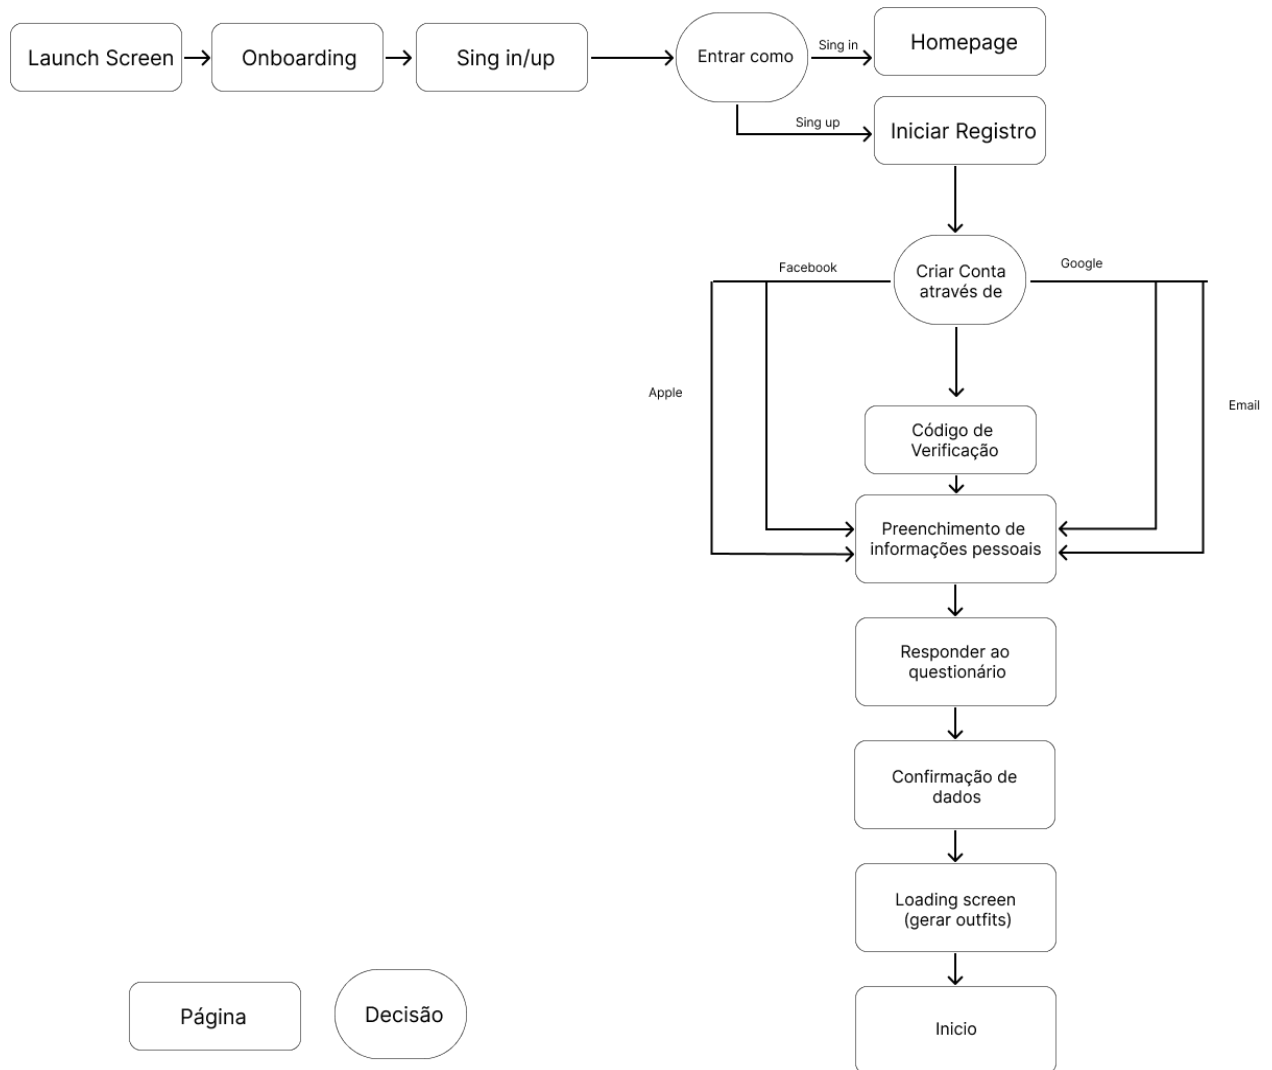 Launch Screen
Onboarding
Sing in/up
Entrar como
Sing in
Homepage
Sing up
Iniciar Registro
Facebook
Criar Conta
através de
Google
Apple
Email
Código de
Verificação
Preenchimento de
informações pessoais
Responder ao
questionário
Confirmação de
dados
Loading screen
(gerar outfits)
Inicio
Página
Decisão